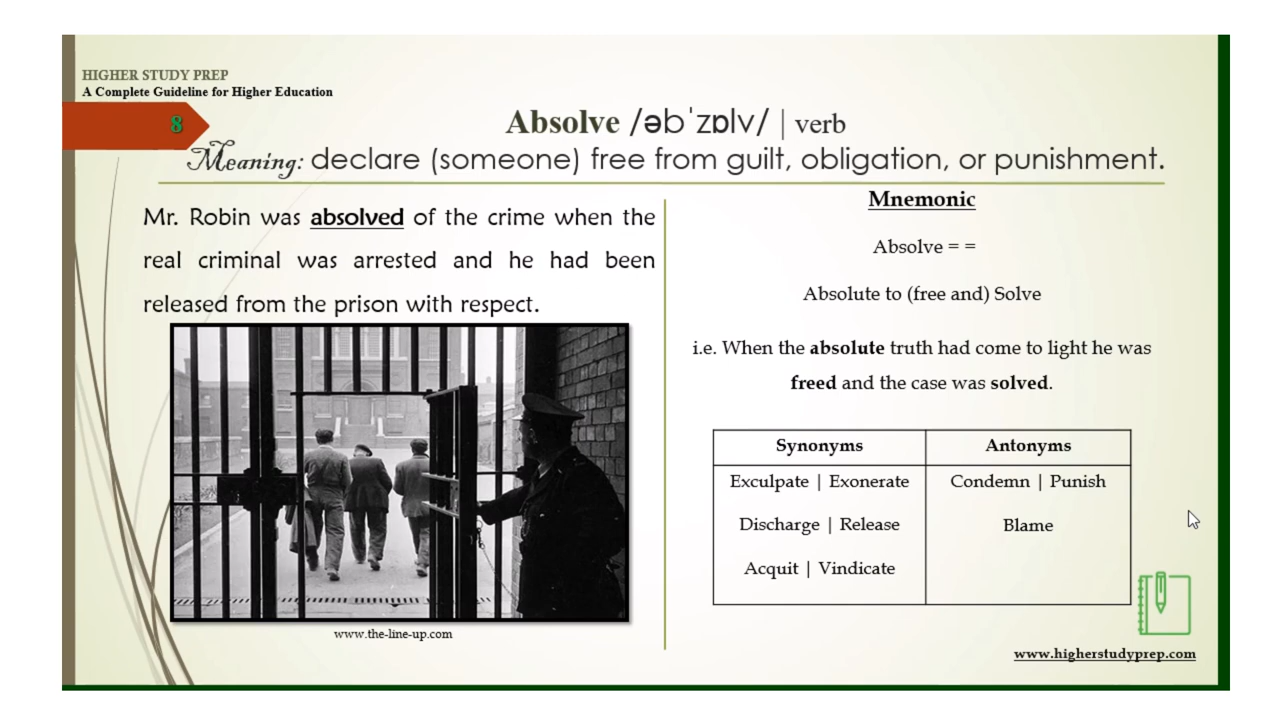 HIGHER STUDY PREP
A Complete Guideline for Higher Education
8
Absolve /əbˈzɒlv/ | verb
Meaning: declare (someone) free from guilt, obligation, or punishment.
Mr. Robin was absolved of the crime when the
real criminal was arrested and he had been
released from the prison with respect.
www.the-line-up.com
Mnemonic
Absolve = =
Absolute to (free and) Solve
i.e. When the absolute truth had come to light he was
freed and the case was solved.
Synonyms
Antonyms
Exculpate | Exonerate
Condemn | Punish
Discharge | Release
Blame
Acquit | Vindicate
www.higherstudyprep.com